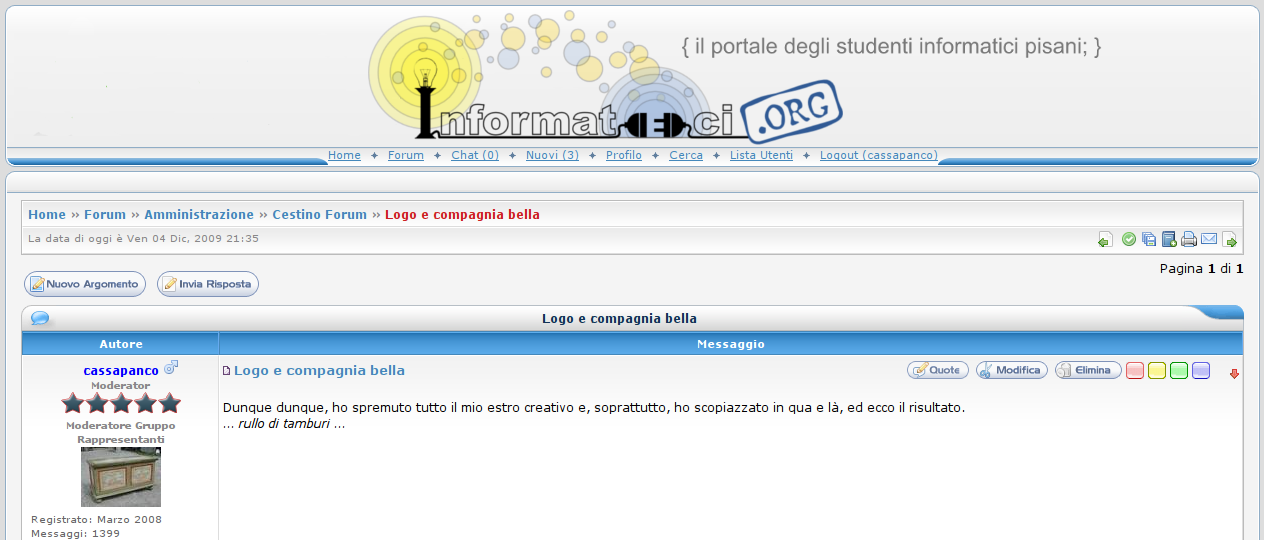 { il portale degli studenti informatici pisani; }
Informatici
.ORG
Home ✦ Forum ✦ Chat (0) ✦ Nuovi (3) ✦ Profilo ✦ Cerca ✦ Lista Utenti ✦ Logout (cassapanco)
Home » Forum » Amministrazione » Cestino Forum » Logo e compagnia bella
La data di oggi è Ven 04 Dic, 2009 21:35
Pagina 1 di 1
Nuovo Argomento Invia Risposta
Logo e compagnia bella
Autore Messaggio
cassapanco
Moderator
Moderatore Gruppo
Rappresentanti
Registrato: Marzo 2008
Messaggi: 1399
Logo e compagnia bella Quote Modifica Elimina
Dunque dunque, ho spremuto tutto il mio estro creativo e, soprattutto, ho scopiazzato in qua e là, ed ecco il risultato.
... rullo di tamburi ...